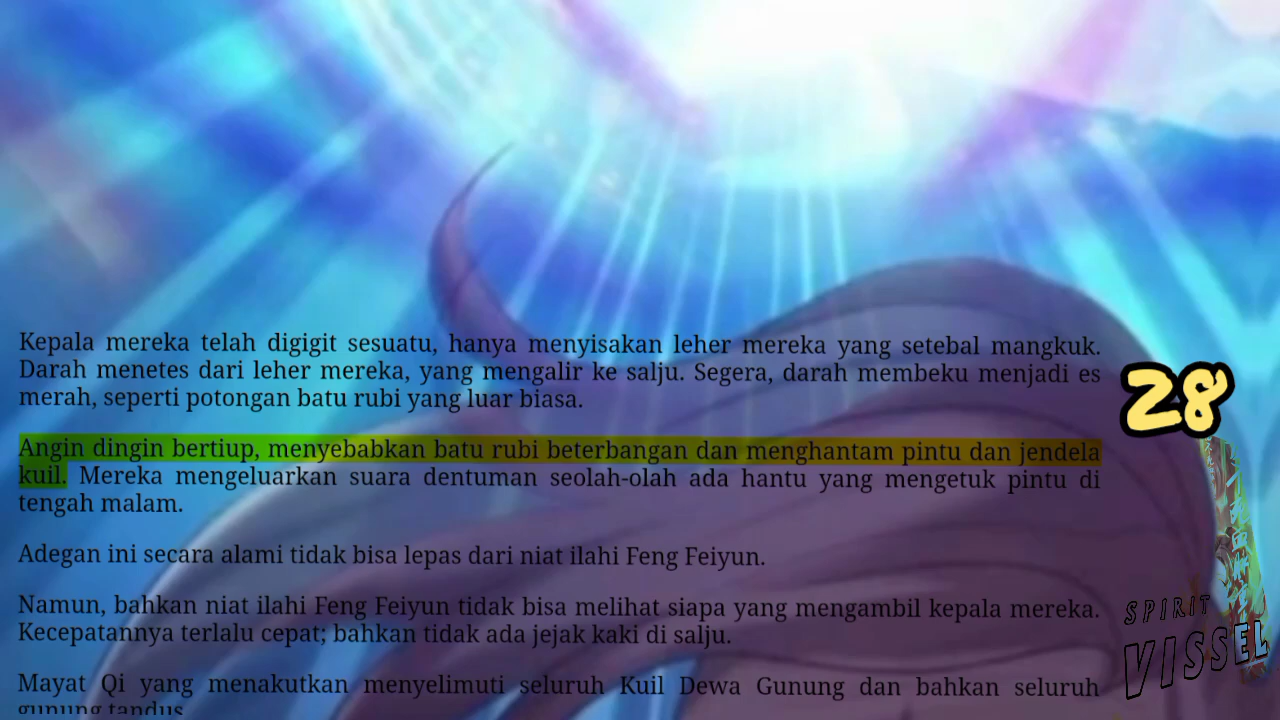 Kepala mereka telah digigit sesuatu, hanya menyisakan leher mereka yang setebal mangkuk.
Darah menetes dari leher mereka, yang mengalir ke salju. Segera, darah membeku menjadi es
merah, seperti potongan batu rubi yang luar biasa.
Angin dingin bertiup, menyebabkan batu rubi beterbangan dan menghantam pintu dan jendela
kuil. Mereka mengeluarkan suara dentuman seolah-olah ada hantu yang mengetuk pintu di
tengah malam.
Adegan ini secara alami tidak bisa lepas dari niat ilahi Feng Feiyun.
Namun, bahkan niat ilahi Feng Feiyun tidak bisa melihat siapa yang mengambil kepala mereka.
Kecepatannya terlalu cepat; bahkan tidak ada jejak kaki di salju.
Mayat Qi yang menakutkan menyelimuti seluruh Kuil Dewa Gunung dan bahkan seluruh
gunung tandus
28
SPIRIT
VISSEL